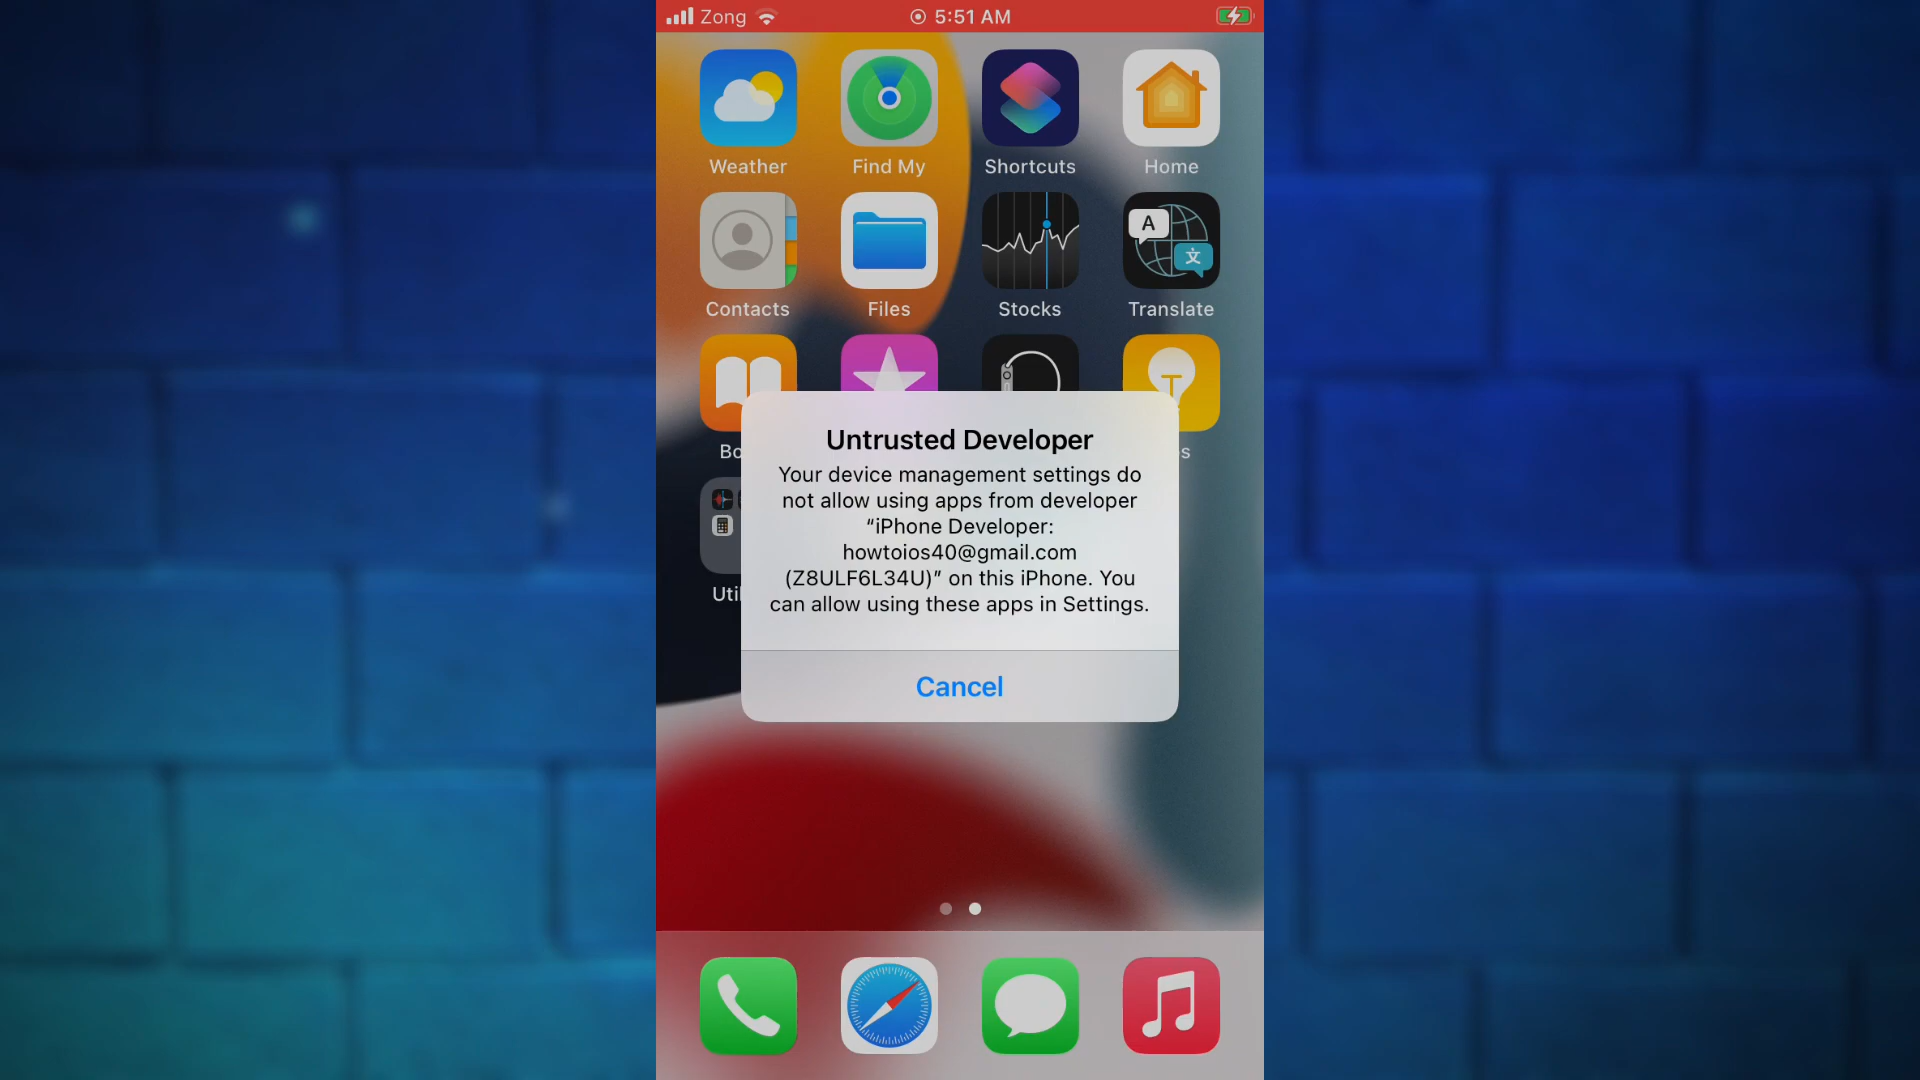 Zong 5:51 AM
Weather Find My Shortcuts Home
A
文
Contacts Files Stocks Translate
Untrusted Developer
Your device management settings do
not allow using apps from developer
“iPhone Developer:
howtoios40@gmail.com
(Z8ULF6L34U)” on this iPhone. You
can allow using these apps in Settings.
Cancel